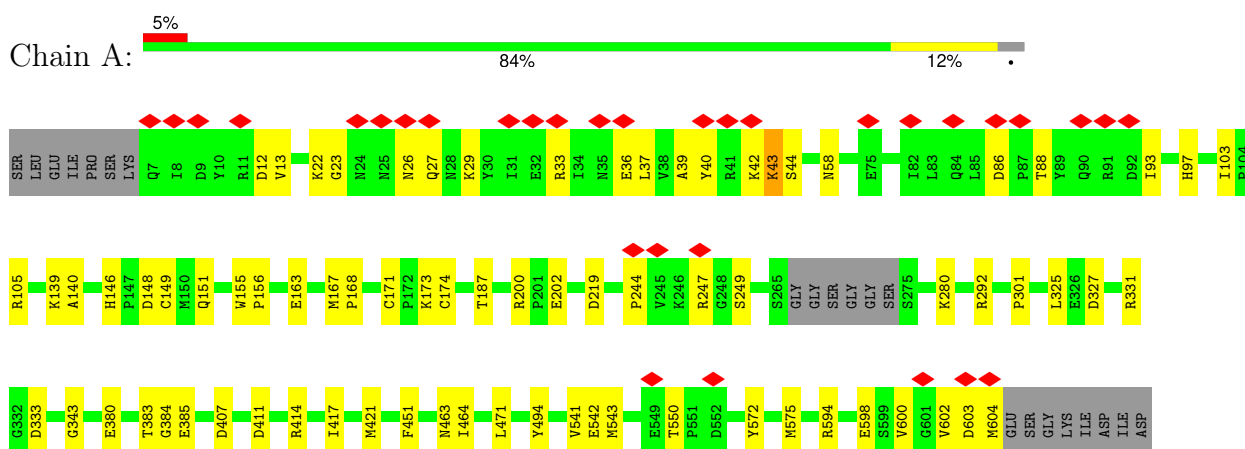 5%
Chain A:
84% 12% •
SER LEU GLU ILE PRO SER LYS Q7 I8 D9 Y10 R11 D12 V13 K22 G23 N24 N25 N26 Q27 N28 K29 Y30 I31 E32 R33 I34 N35 E36 L37 V38 A39 Y40 R41 K42 K43 S44 N58 E75 I82 L83 Q84 L85 D86 P87 T88 Y89 Q90 R91 D92 I93 H97 I103 P104
R105 K139 A140 H146 P147 D148 C149 M150 Q151 W155 P156 E163 M167 P168 C171 P172 K173 C174 T187 R200 P201 E202 D219 P244 V245 K246 R247 G248 S249 S265 GLY GLY SER GLY GLY SER S275 K280 R292 P301 L325 E326 D327 R331
G332 D333 G343 E380 T383 G384 E385 D407 D411 R414 I417 M421 F451 N463 I464 L471 Y494 V541 E542 M543 E549 T550 P551 D552 Y572 M575 R594 E598 S599 V600 G601 V602 D603 M604 GLU SER GLY LYS ILE ASP ILE ASP